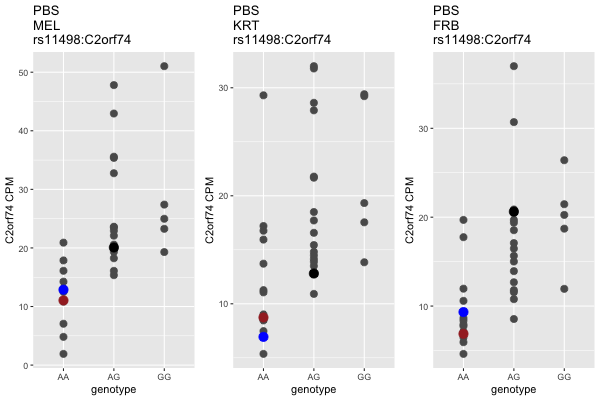 PBS
MEL
rs11498:C2orf74
C2orf74 CPM
50
40
30
20
10
0
AA AG GG
genotype
PBS
KRT
rs11498:C2orf74
C2orf74 CPM
30
20
10
AA AG GG
genotype
PBS
FRB
rs11498:C2orf74
C2orf74 CPM
30
20
10
AA AG GG
genotype